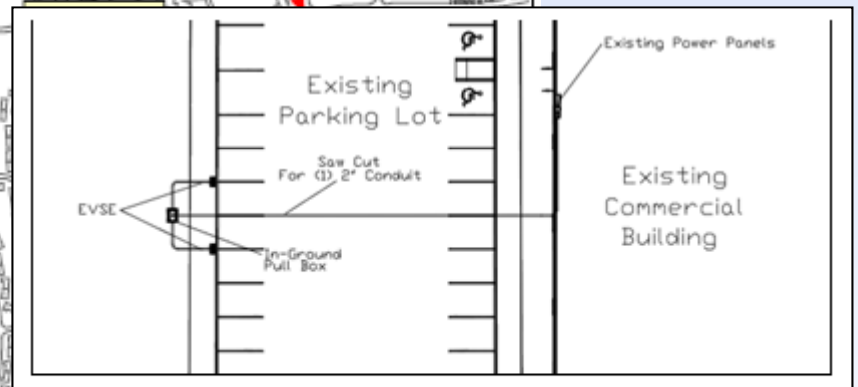 Existing Power Panels
Existing
Parking Lot
Saw Cut
For (1) 2" Conduit
Existing
Commercial
Building
EVSE
In-Ground
Pull Box